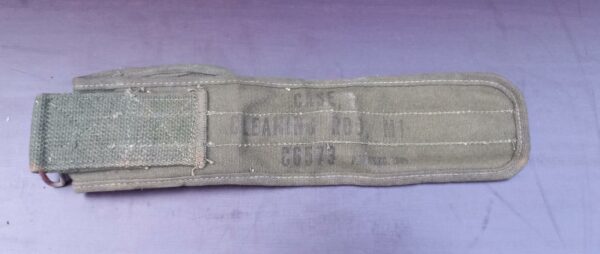 CASE
CLEANING ROD, M1
C6573